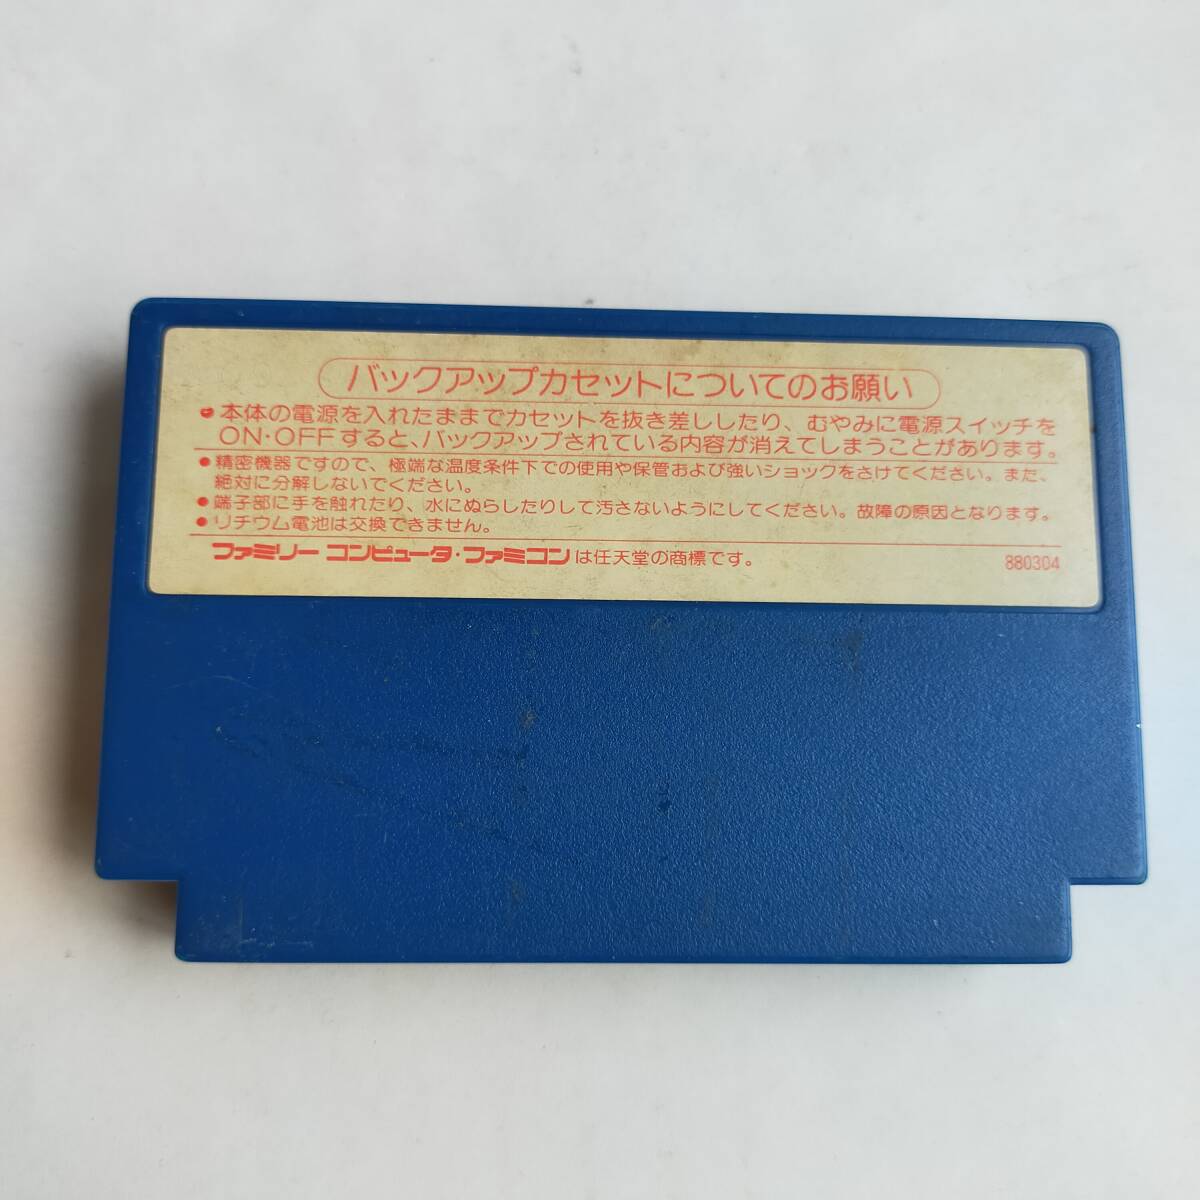 バックアップカセットについてのお願い
●本体の電源を入れたままでカセットを抜き差ししたり、むやみに電源スイッチを
ON・OFFすると、バックアップされている内容が消えてしまうことがあります。
●精密機器ですので、極端な温度条件下での使用や保管および強いショックをさけてください。また、
絶対に分解しないでください。
●端子部に手を触れたり、水にぬらしたりして汚さないようにしてください。故障の原因となります。
●リチウム電池は交換できません。
ファミリーコンピュータ・ファミコンは任天堂の商標です。
880304